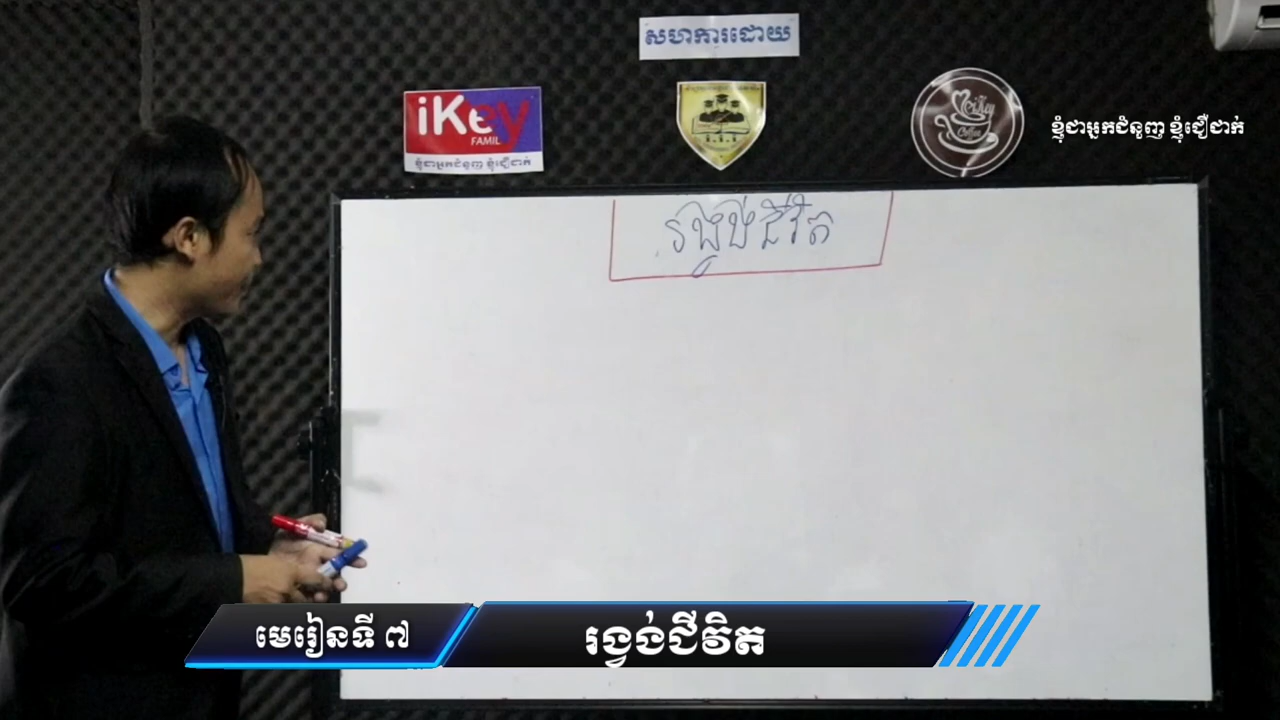 សហការដោយ
iKey
FAMIL
ខ្ញុំជាអ្នកជំនួញ ខ្ញុំជឿជាក់
Coffee
ខ្ញុំជាអ្នកជំនួញ ខ្ញុំជឿជាក់
រង្វង់ជីវិត
មេរៀនទី ៧
រង្វង់ជីវិត